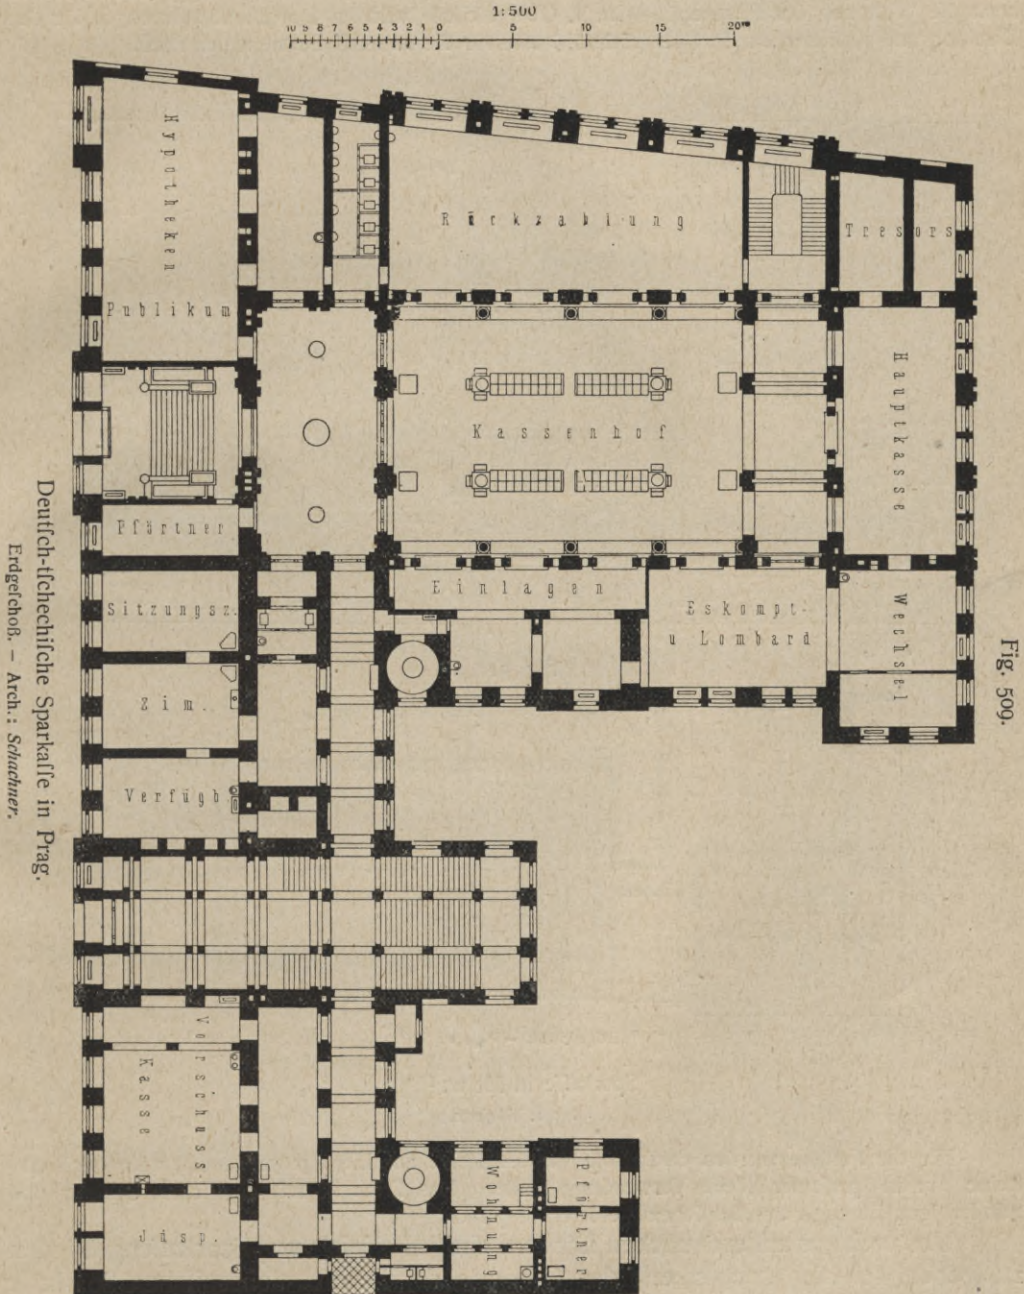 Fig. 509.
1:500
10 9 8 7 6 5 4 3 2 1 0 5 10 15 20m
Hypotheken
Publikum
Rückzahlung
Tresors
Kassenhof
Hauptkasse
Pförtner
Einlagen
Sitzungsz.
Eskompt-
u Lombard
Wechsel
Zim.
Verfügb.
Vorschuss-
Kasse
Wohnung
Pförtner
Jnsp.
Deutſch-tſchechiſche Sparkaſſe in Prag.
Erdgeſchoß. — Arch.: Schachner.